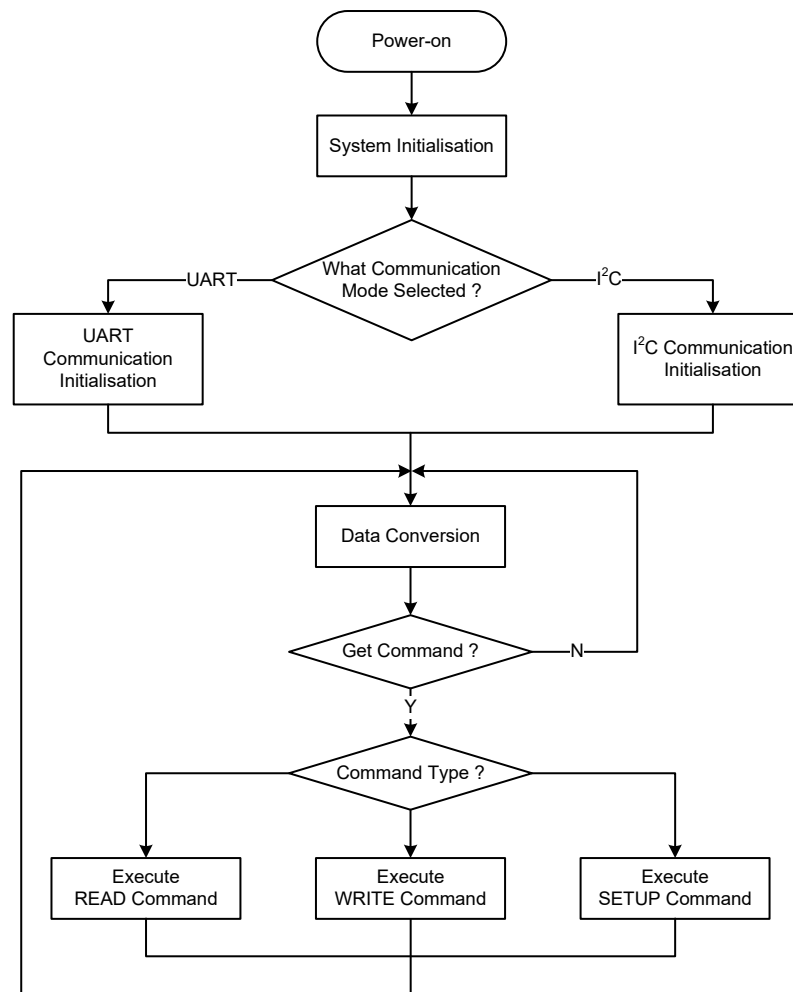 Power-on
System Initialisation
What Communication
Mode Selected ?
UART
I²C
UART
Communication
Initialisation
I²C Communication
Initialisation
Data Conversion
Get Command ?
N
Y
Command Type ?
Execute
READ Command
Execute
WRITE Command
Execute
SETUP Command